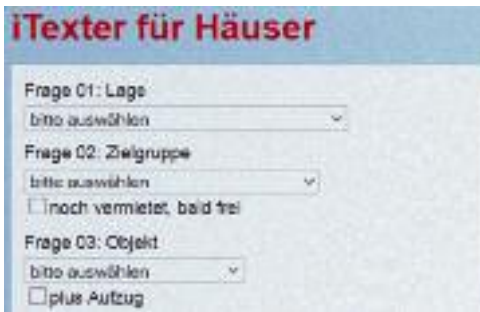 iTexter für Häuser
Frage 01: Lage
bitte auswählen
Frage 02: Zielgruppe
bitte auswählen
noch vermietet, bald frei
Frage 03: Objekt
bitte auswählen
plus Aufzug